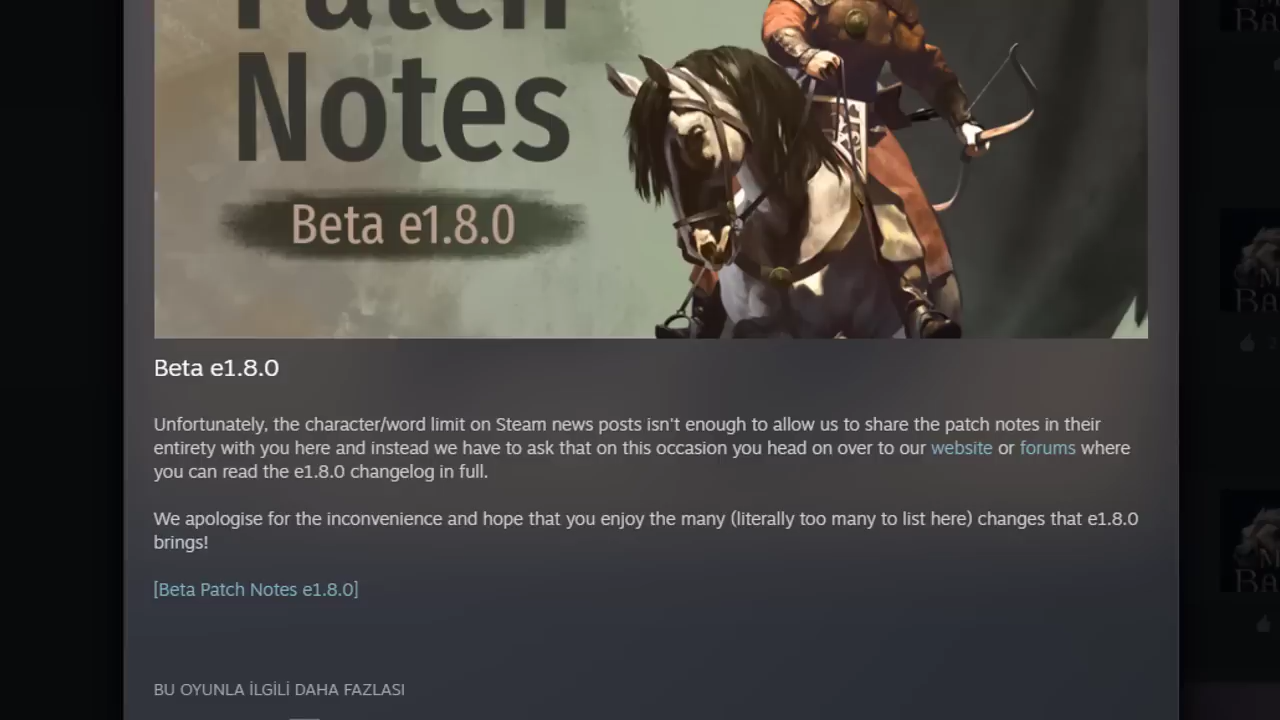 Patch
Notes
Beta e1.8.0
Beta e1.8.0
Unfortunately, the character/word limit on Steam news posts isn't enough to allow us to share the patch notes in their
entirety with you here and instead we have to ask that on this occasion you head on over to our website or forums where
you can read the e1.8.0 changelog in full.
We apologise for the inconvenience and hope that you enjoy the many (literally too many to list here) changes that e1.8.0
brings!
[Beta Patch Notes e1.8.0]
BU OYUNLA İLGİLİ DAHA FAZLASI